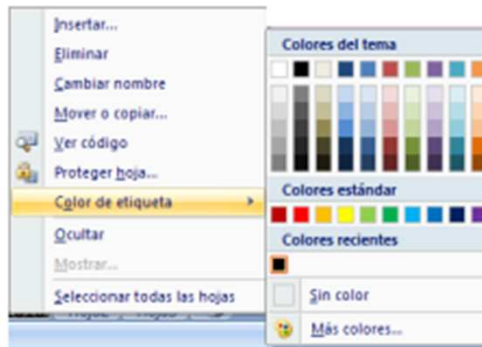 Insertar...
Eliminar
Cambiar nombre
Mover o copiar...
Ver código
Proteger hoja...
Color de etiqueta
Ocultar
Mostrar...
Seleccionar todas las hojas
Colores del tema
Colores estándar
Colores recientes
Sin color
Más colores...